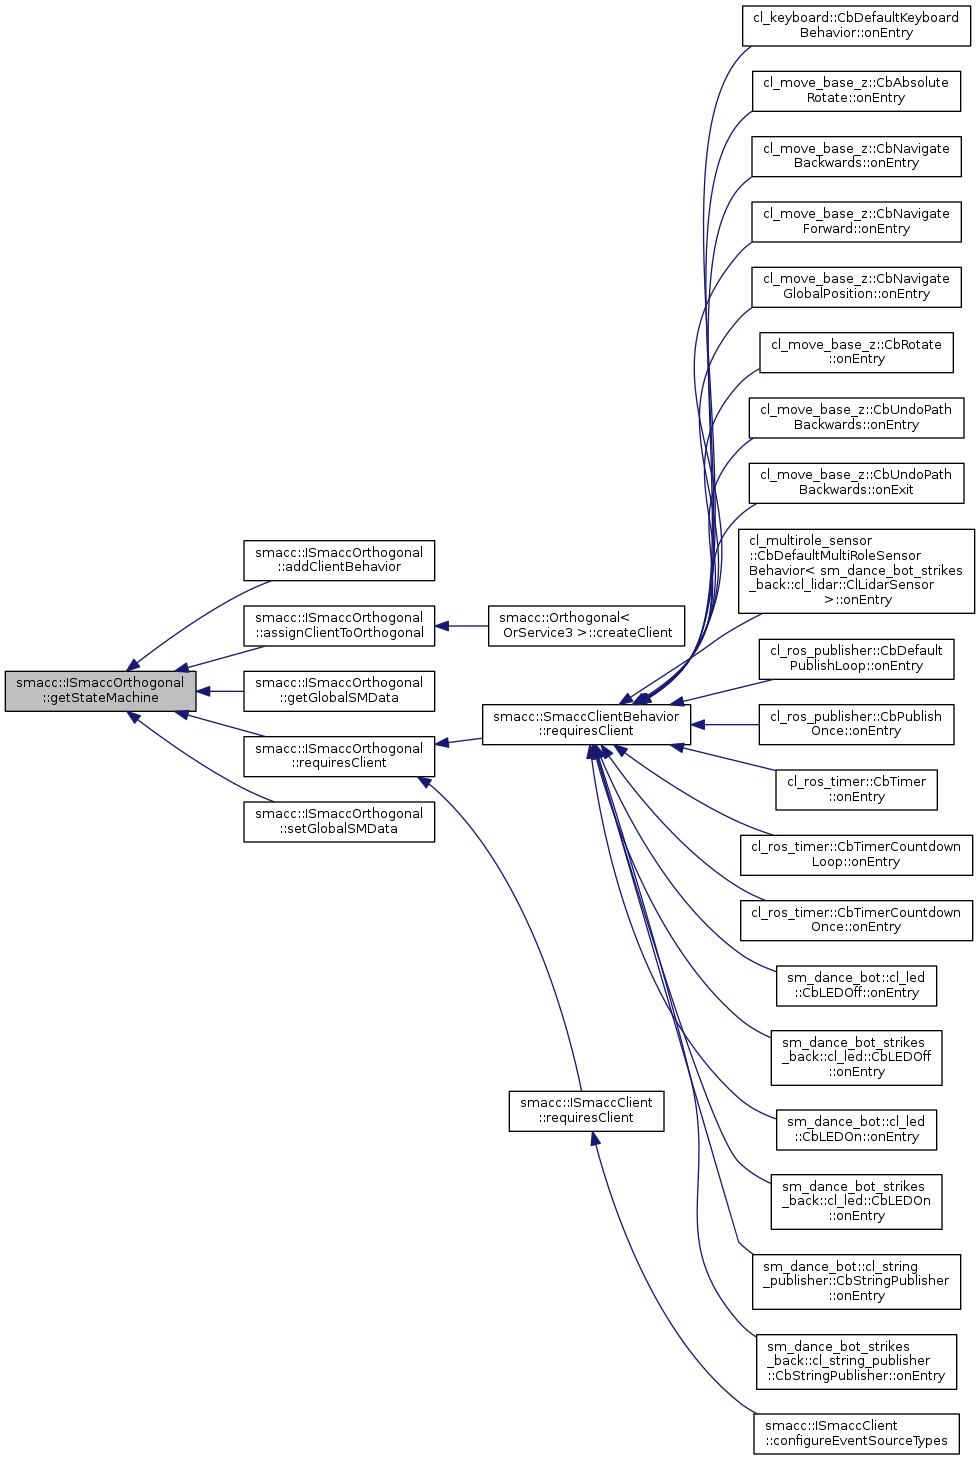 smacc::ISmaccOrthogonal
::getStateMachine
smacc::ISmaccOrthogonal
::addClientBehavior
smacc::ISmaccOrthogonal
::assignClientToOrthogonal
smacc::ISmaccOrthogonal
::getGlobalSMData
smacc::ISmaccOrthogonal
::requiresClient
smacc::ISmaccOrthogonal
::setGlobalSMData
smacc::Orthogonal<
OrService3 >::createClient
smacc::SmaccClientBehavior
::requiresClient
smacc::ISmaccClient
::requiresClient
cl_keyboard::CbDefaultKeyboard
Behavior::onEntry
cl_move_base_z::CbAbsolute
Rotate::onEntry
cl_move_base_z::CbNavigate
Backwards::onEntry
cl_move_base_z::CbNavigate
Forward::onEntry
cl_move_base_z::CbNavigate
GlobalPosition::onEntry
cl_move_base_z::CbRotate
::onEntry
cl_move_base_z::CbUndoPath
Backwards::onEntry
cl_move_base_z::CbUndoPath
Backwards::onExit
cl_multirole_sensor
::CbDefaultMultiRoleSensor
Behavior< sm_dance_bot_strikes
_back::cl_lidar::ClLidarSensor
>::onEntry
cl_ros_publisher::CbDefault
PublishLoop::onEntry
cl_ros_publisher::CbPublish
Once::onEntry
cl_ros_timer::CbTimer
::onEntry
cl_ros_timer::CbTimerCountdown
Loop::onEntry
cl_ros_timer::CbTimerCountdown
Once::onEntry
sm_dance_bot::cl_led
::CbLEDOff::onEntry
sm_dance_bot_strikes
_back::cl_led::CbLEDOff
::onEntry
sm_dance_bot::cl_led
::CbLEDOn::onEntry
sm_dance_bot_strikes
_back::cl_led::CbLEDOn
::onEntry
sm_dance_bot::cl_string
_publisher::CbStringPublisher
::onEntry
sm_dance_bot_strikes
_back::cl_string_publisher
::CbStringPublisher::onEntry
smacc::ISmaccClient
::configureEventSourceTypes